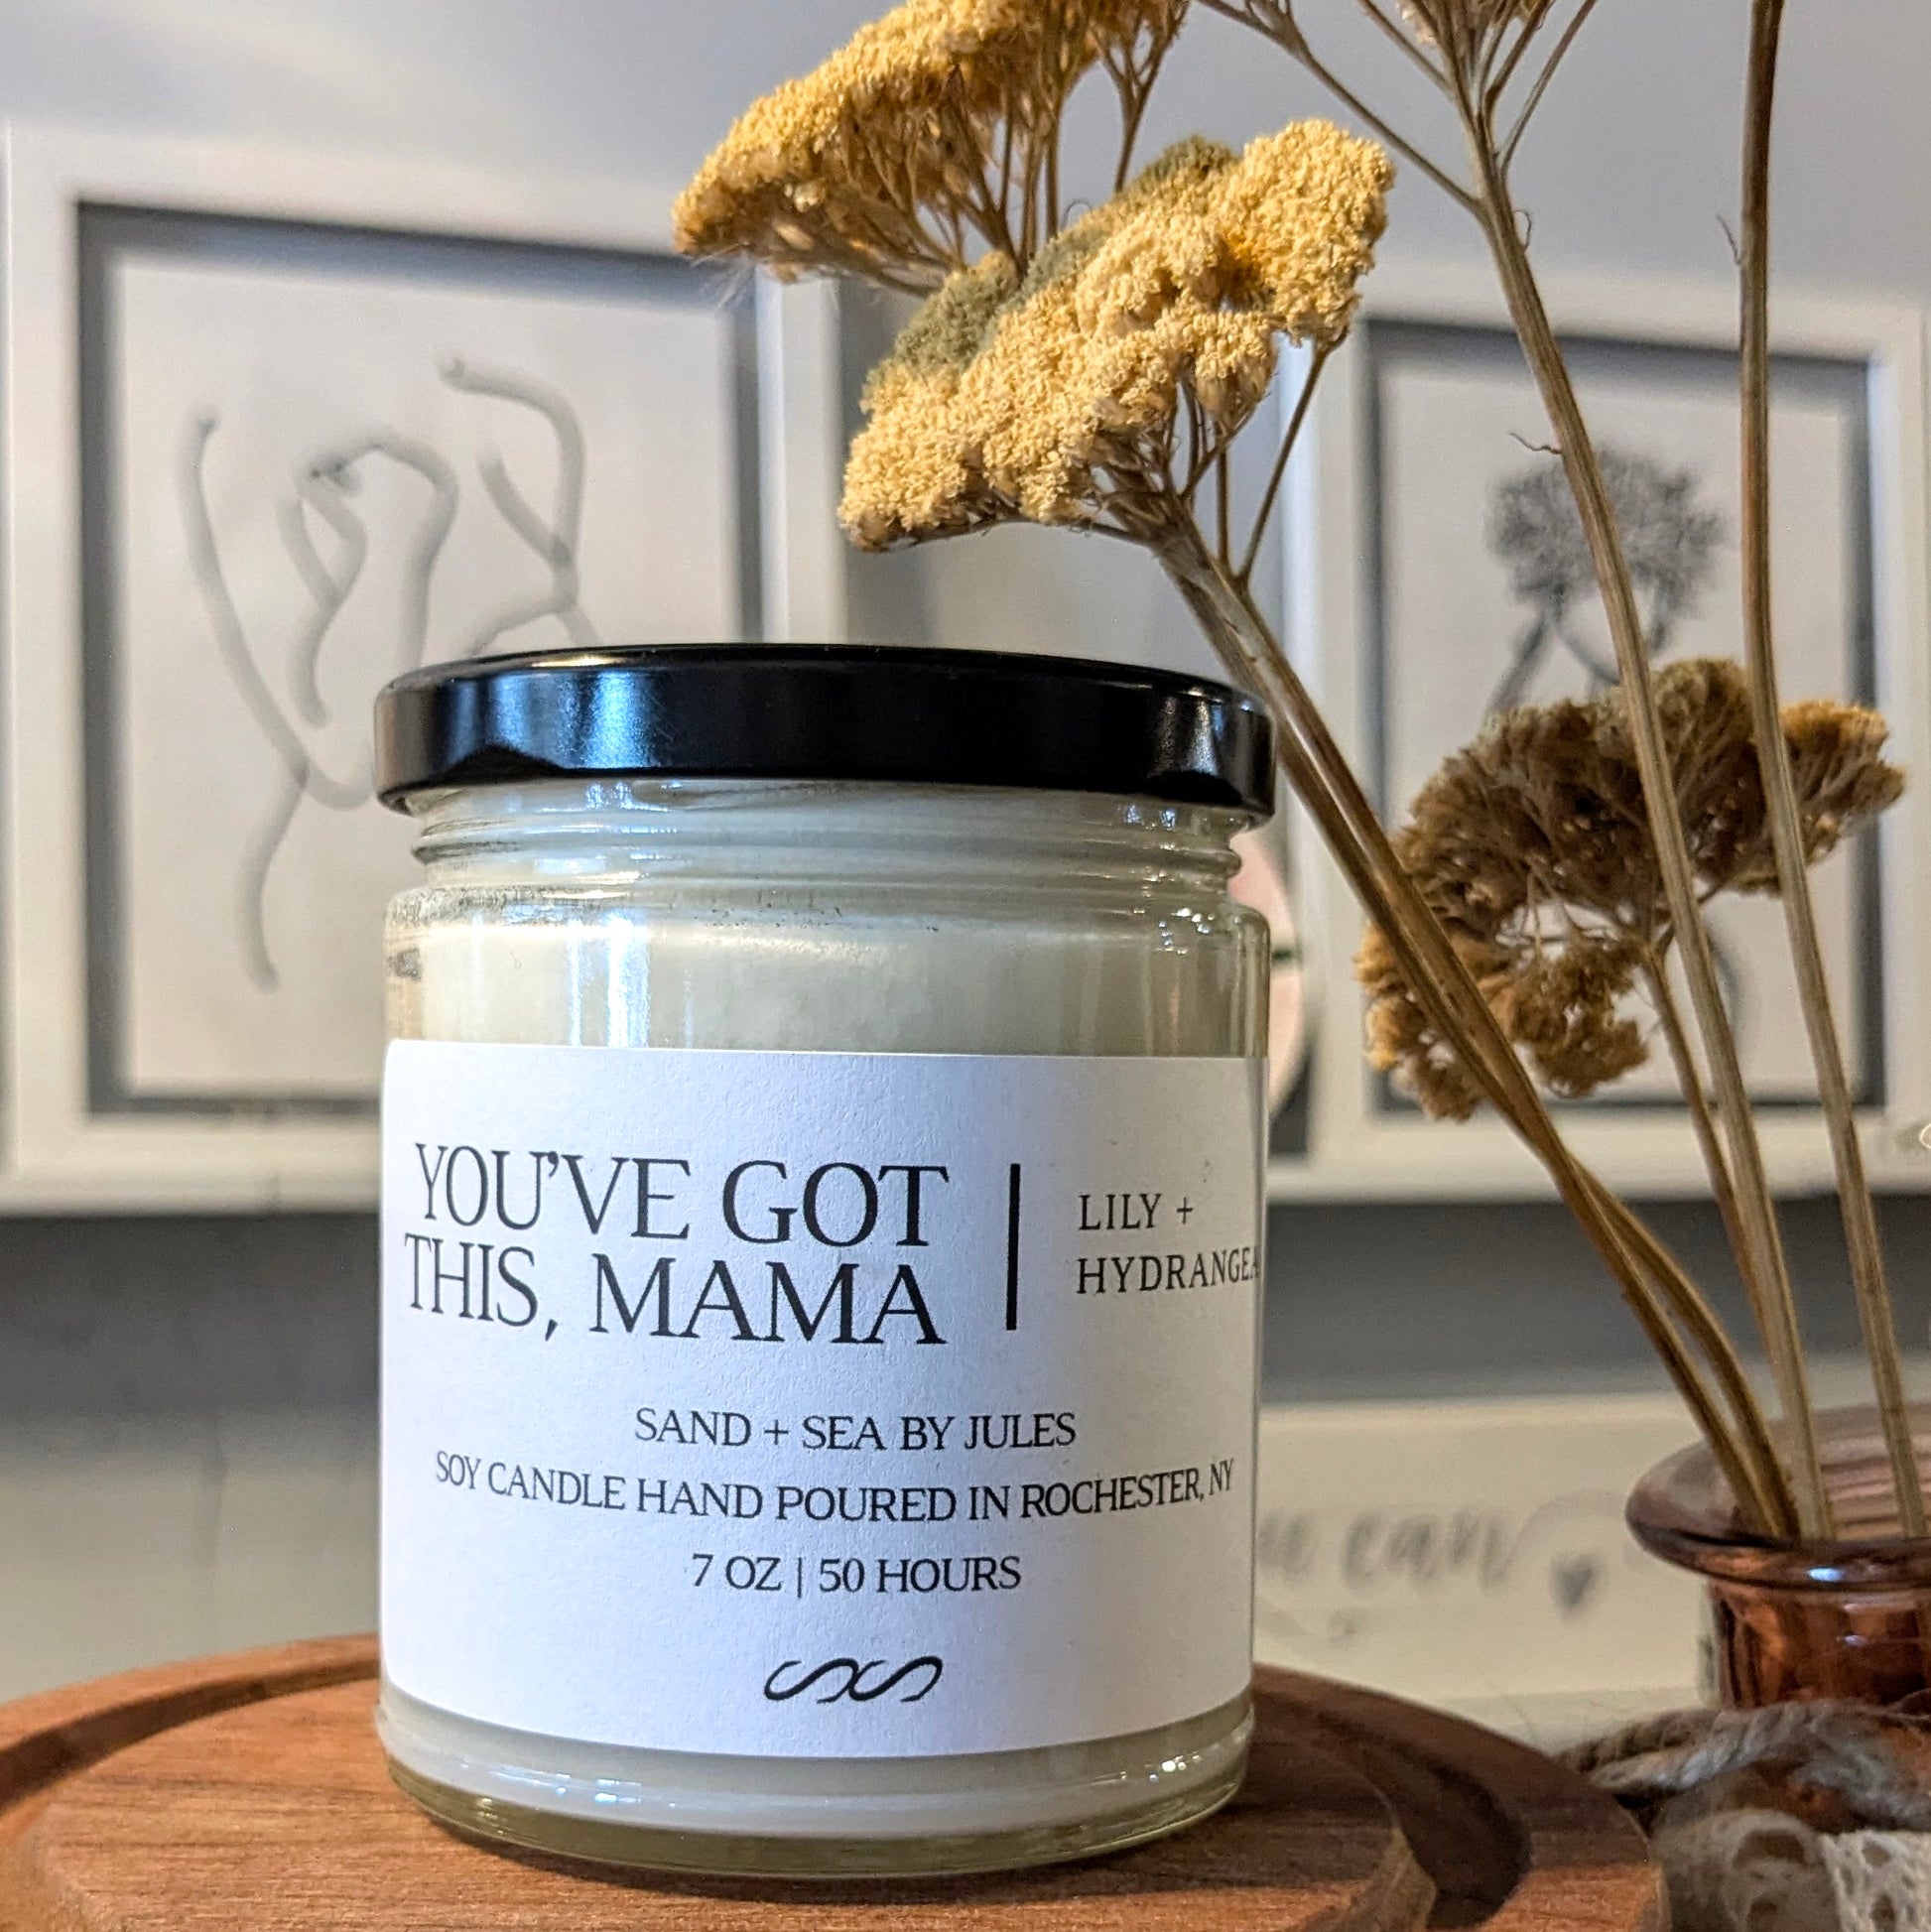 YOU'VE GOT
THIS, MAMA
LILY +
HYDRANGEA
SAND + SEA BY JULES
SOY CANDLE HAND POURED IN ROCHESTER, NY
7 OZ | 50 HOURS
can